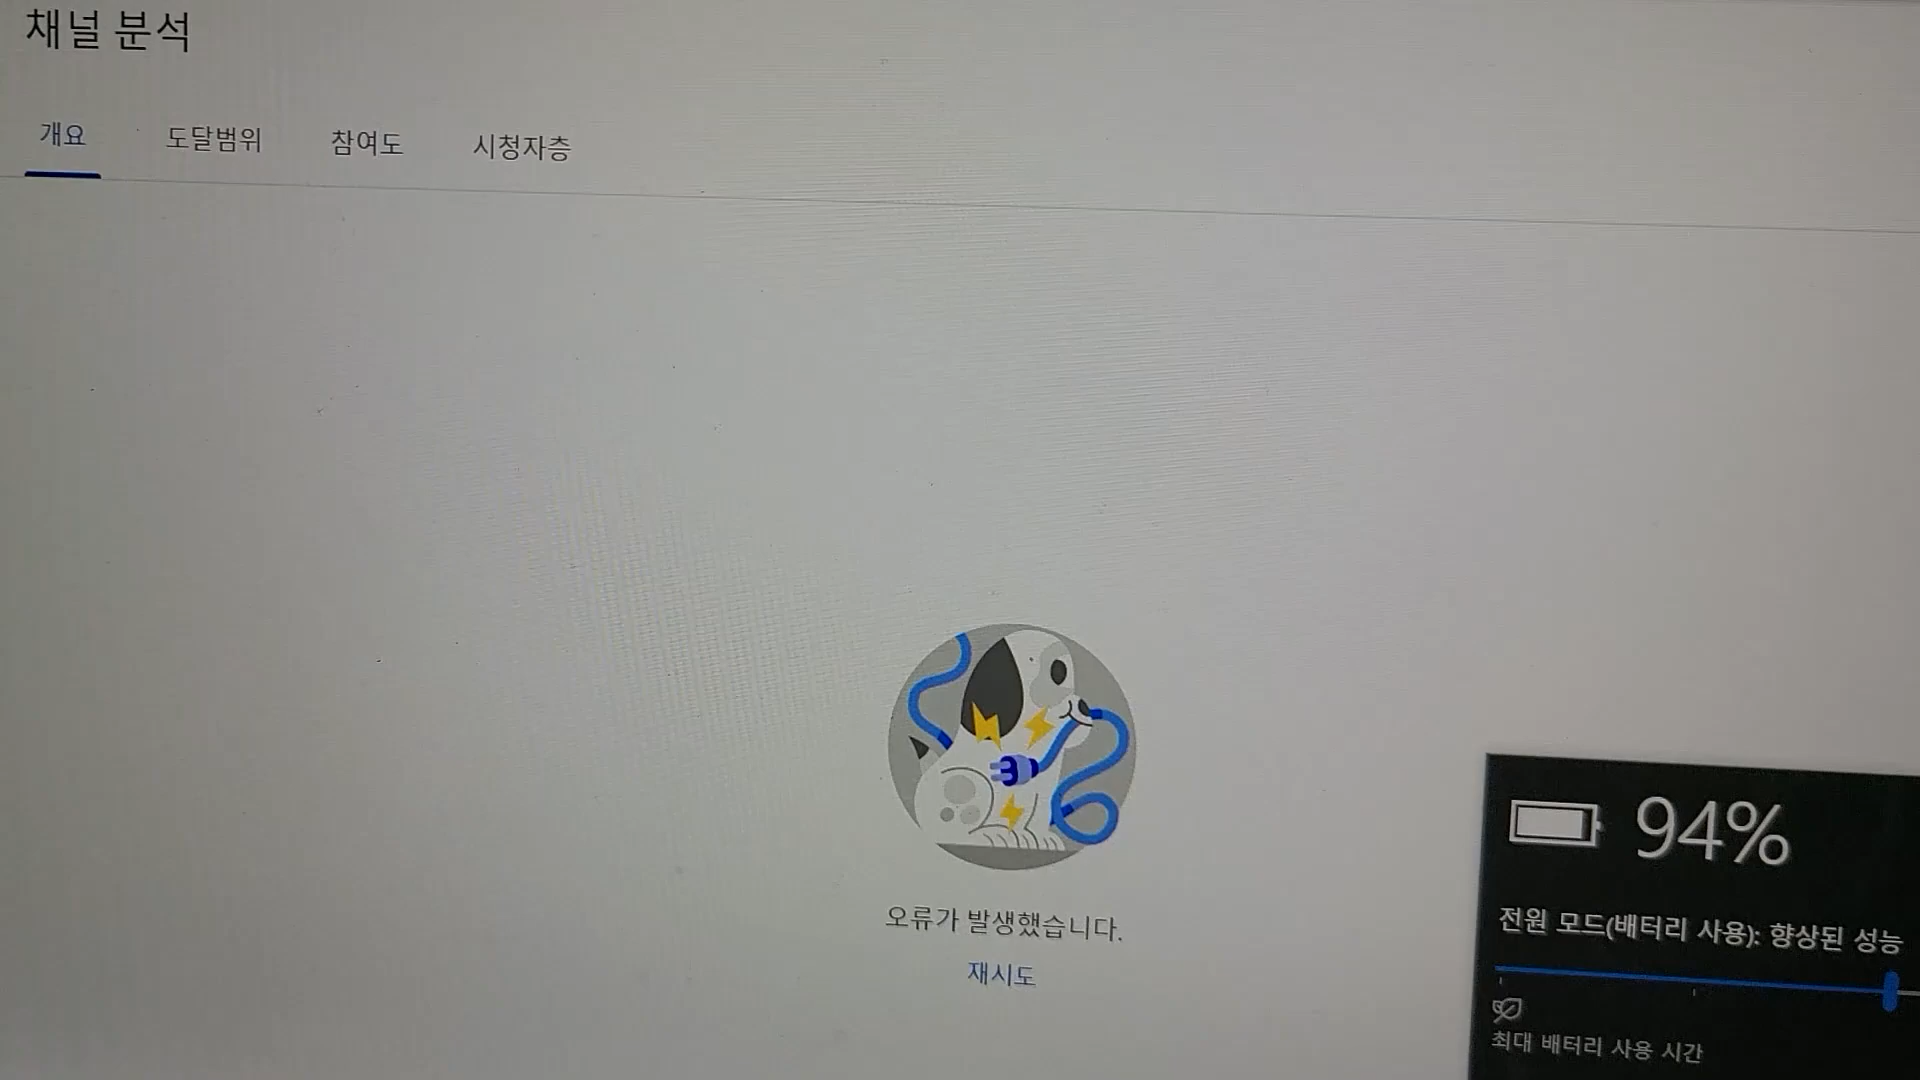 채널 분석
개요
도달범위
참여도
시청자층
오류가 발생했습니다.
재시도
94%
전원 모드(배터리 사용): 향상된 성능
최대 배터리 사용 시간